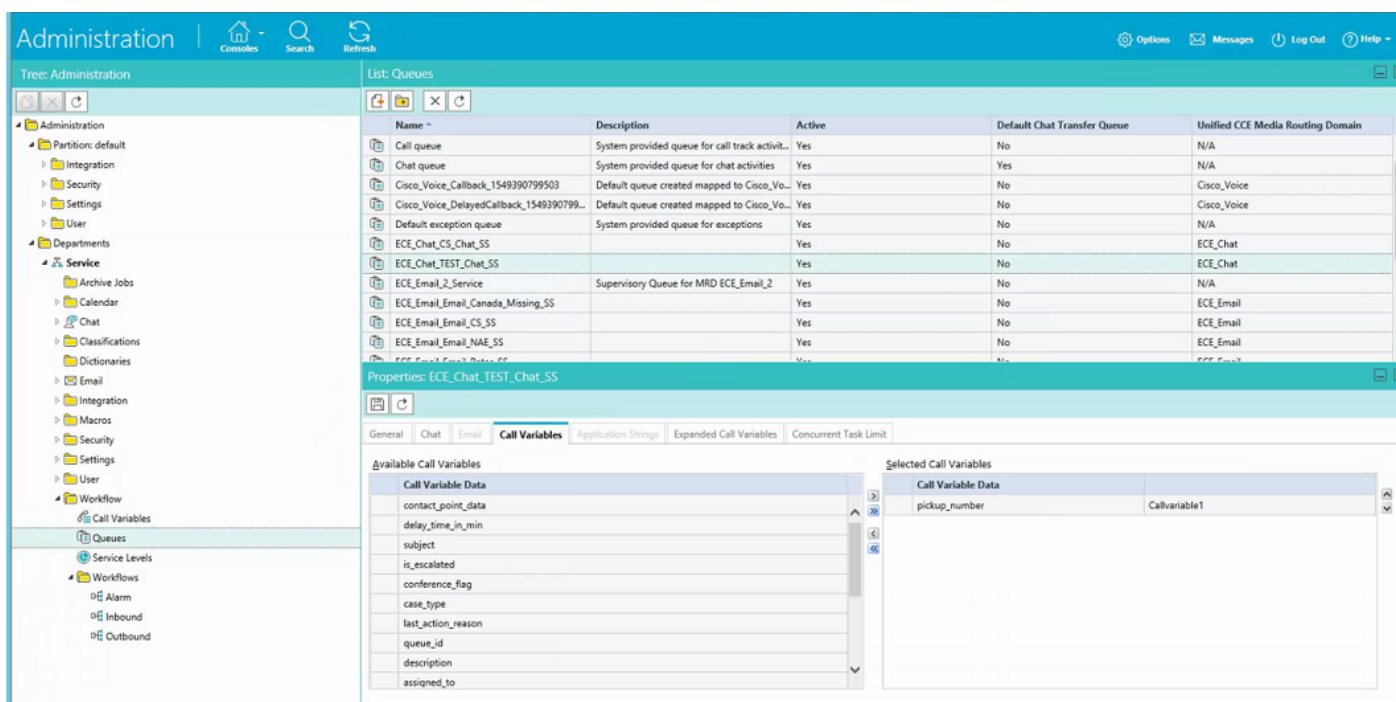 Administration Consoles Search Refresh Options Messages Log Out Help
Tree: Administration
Administration
Partition: default
Integration
Security
Settings
User
Departments
Service
Archive Jobs
Calendar
Chat
Classifications
Dictionaries
Email
Integration
Macros
Security
Settings
User
Workflow
Call Variables
Queues
Service Levels
Workflows
Alarm
Inbound
Outbound
List: Queues
Name Description Active Default Chat Transfer Queue Unified CCE Media Routing Domain
Call queue System provided queue for call track activit... Yes No N/A
Chat queue System provided queue for chat activities Yes Yes N/A
Cisco_Voice_Callback_1549390799503 Default queue created mapped to Cisco_Vo... Yes No Cisco_Voice
Cisco_Voice_DelayedCallback_1549390799... Default queue created mapped to Cisco_Vo... Yes No Cisco_Voice
Default exception queue System provided queue for exceptions Yes No N/A
ECE_Chat_CS_Chat_SS Yes No ECE_Chat
ECE_Chat_TEST_Chat_SS Yes No ECE_Chat
ECE_Email_2_Service Supervisory Queue for MRD ECE_Email_2 Yes No N/A
ECE_Email_Email_Canada_Missing_SS Yes No ECE_Email
ECE_Email_Email_CS_SS Yes No ECE_Email
ECE_Email_Email_NAE_SS Yes No ECE_Email
Properties: ECE_Chat_TEST_Chat_SS
General Chat Email Call Variables Application Strings Expanded Call Variables Concurrent Task Limit
Available Call Variables
Call Variable Data
contact_point_data
delay_time_in_min
subject
is_escalated
conference_flag
case_type
last_action_reason
queue_id
description
assigned_to
Selected Call Variables
Call Variable Data
pickup_number Callvariable1